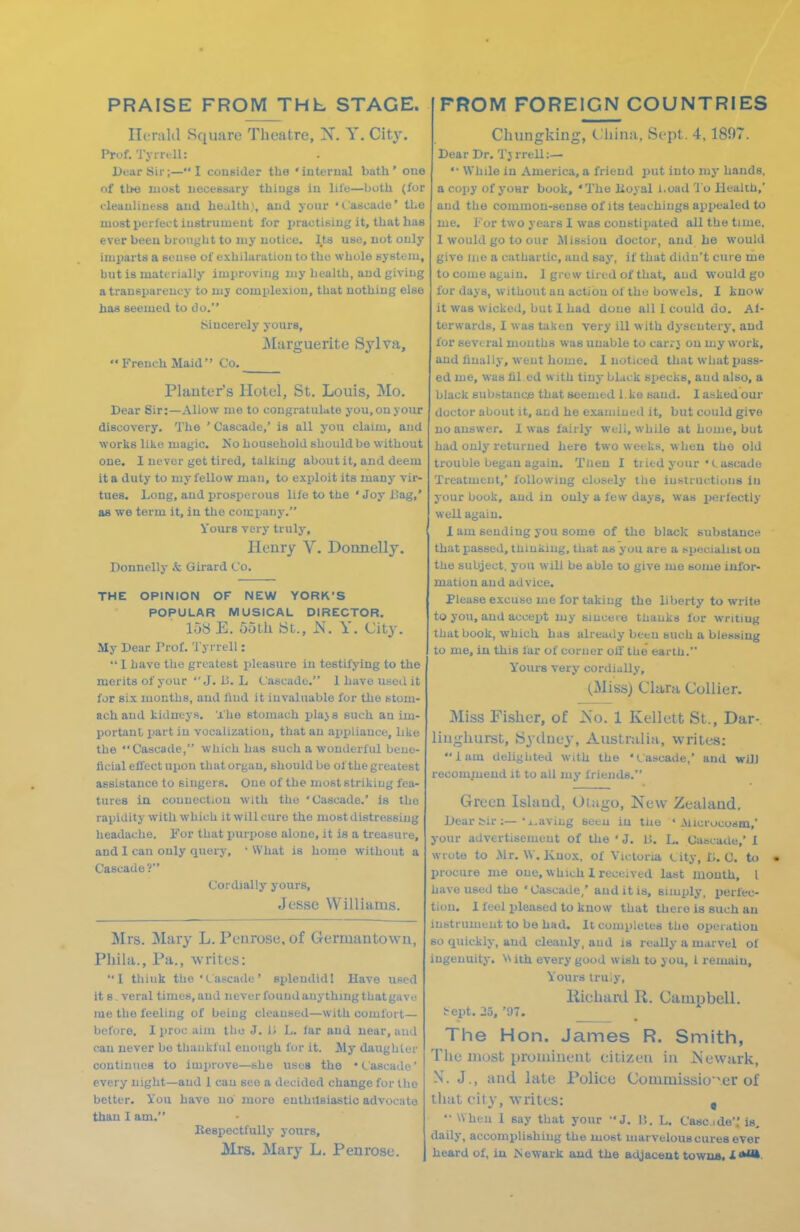 PRAISE FROM THE STAGE.
Herald Square Theatre, N. Y. City.
Prof. Tyrrell:
Dear Sir;—"I consider the 'internal bath' one
of the most necessary things in life—both (for
cleanliness and health), and your 'Cascade' the
most perfect instrument for practising it, that has
ever been brought to my notice. Its use, not only
imparts a sense of exhilaration to the whole system,
but is materially improving my health, and giving
a transparency to my complexion, that nothing else
has seemed to do."
Sincerely yours,
Marguerite Sylva,
"French Maid" Co.
Planter's Hotel, St. Louis, Mo.
Dear Sir:—Allow me to congratulate you, on your
discovery. The 'Cascade,' is all you claim, and
works like magic. No household should be without
one. I never get tired, talking about it, and deem
it a duty to my fellow man, to exploit its many vir-
tues. Long, and prosperous life to the 'Joy Bag,'
as we term it, in the company."
Yours very truly,
Henry V. Donnelly.
Donnelly & Girard Co.
THE OPINION OF NEW YORK'S
POPULAR MUSICAL DIRECTOR.
158 E. 55th St., N. Y. City.
My Dear Prof. Tyrrell:
"I have the greatest pleasure in testifying to the
merits of your "J. B. L Cascade." I have used it
for six months, and find it invaluable for the stom-
ach and kidneys. The stomach plays such an im-
portant part in vocalization, that an appliance, like
the "Cascade," which has such a wonderful bene-
ficial effect upon that organ, should be of the greatest
assistance to singers. One of the most striking fea-
tures in connection with the 'Cascade.' is the
rapidity with which it will cure the most distressing
headache. For that purpose alone, it is a treasure,
and I can only query, 'What is home without a
Cascade?"
Cordially yours,
Jesse Williams.
Mrs. Mary L. Penrose, of Germantown,
Phila., Pa., writes:
"I think the 'Cascade' splendid! Have used
it several times, and never found anything that gave
me the feeling of being cleansed—with comfort—
before. I proclaim the J. B L. far and near, and
can never be thankful enough for it. My daughter
continues to improve—she uses the 'Cascade'
every night—and I can see a decided change for the
better. You have no more enthusiastic advocate
than I am."
Respectfully yours,
Mrs. Mary L. Penrose.
FROM FOREIGN COUNTRIES
Chungking, China, Sept. 4, 1897.
Dear Dr. Tyrrell:—
"While in America, a friend put into my hands,
a copy of your book, 'The Royal Road To Health,'
and the common-sense of its teachings appealed to
me. For two years I was constipated all the time.
I would go to our Mission doctor, and he would
give me a cathartic, and say, if that didn't cure me
to come again. I grew tired of that, and would go
for days, without an action of the bowels. I know
it was wicked, but I had done all I could do. Af-
terwards, I was taken very ill with dysentery, and
for several months was unable to carry on my work,
and finally, went home. I noticed that what pass-
ed me, was filled with tiny black specks, and also, a
black substance that seemed like sand. I asked our
doctor about it, and he examined it, but could give
no answer. I was fairly well, while at home, but
had only returned here two weeks, when the old
trouble began again. Then I tried your 'Cascade
Treatment,' following closely the instructions in
your book, and in only a few days, was perfectly
well again.
I am sending you some of the black substance
that passed, thinking, that as you are a specialist on
the subject, you will be able to give me some infor-
mation and advice.
Please excuse me for taking the liberty to write
to you, and accept my sincere thanks for writing
that book, which has already been such a blessing
to me, in this far of corner off the earth."
Yours very cordially,
(Miss) Clara Collier.
Miss Fisher, of No. 1 Kellett St., Dar-
linghurst, Sydney, Australia, writes:
"I am delighted with the 'Cascade,' and will
recommend it to all my friends."
Green Island, Otago, New Zealand.
Dear Sir:—'Having seen in the 'Microcosm,'
your advertisement of the 'J. B. L. Cascade,' I
wrote to Mr. W. Knox, of Victoria City, B. C. to
procure me one, which I received last month, I
have used the 'Cascade,' and it is, simply, perfec-
tion. I feel pleased to know that there is such an
instrument to be had. It completes the operation
so quickly, and cleanly, and is really a marvel of
ingenuity. With every good wish to you, I remain,
Yours truly,
Richard R. Campbell.
Sept. 25, '97.
The Hon. James R. Smith,
The most prominent citizen in Newark,
N. J., and late Police Commissioner of
that city, writes:
"When I say that your "J. B. L. Cascade" is,
daily, accomplishing the most marvelous cures ever
heard of, in Newark and the adjacent towns, I